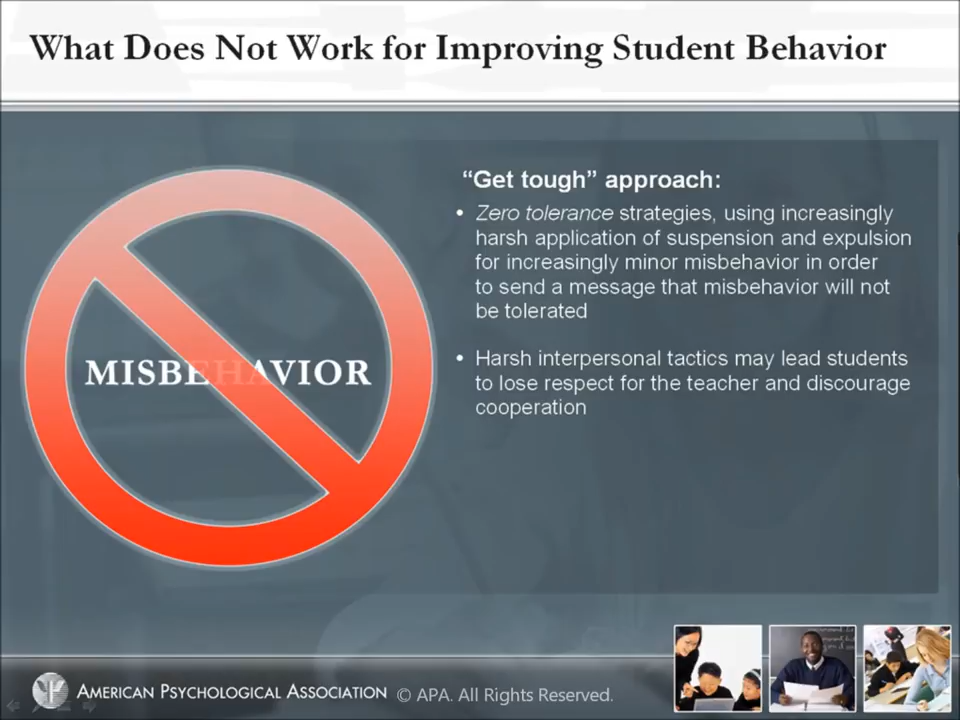 What Does Not Work for Improving Student Behavior
“Get tough” approach:
• Zero tolerance strategies, using increasingly
harsh application of suspension and expulsion
for increasingly minor misbehavior in order
to send a message that misbehavior will not
be tolerated
• Harsh interpersonal tactics may lead students
to lose respect for the teacher and discourage
cooperation
MISBEHAVIOR
AMERICAN PSYCHOLOGICAL ASSOCIATION © APA. All Rights Reserved.